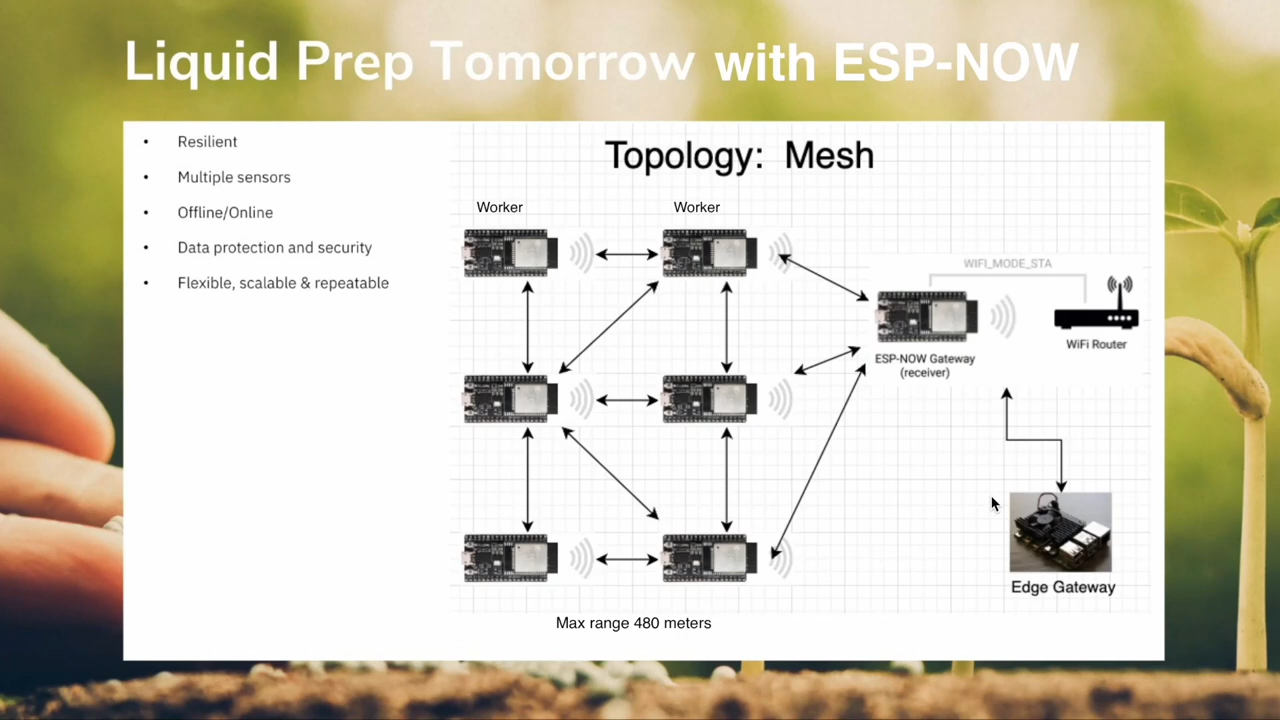 Liquid Prep Tomorrow with ESP-NOW
• Resilient
• Multiple sensors
• Offline/Online
• Data protection and security
• Flexible, scalable & repeatable
Topology: Mesh
Worker
Worker
WIFI_MODE_STA
ESP-NOW Gateway
(receiver)
WiFi Router
Edge Gateway
Max range 480 meters